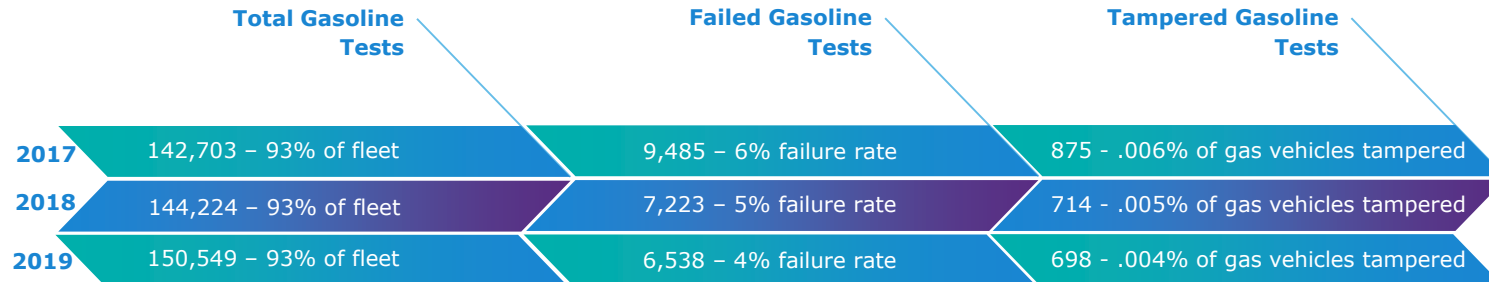 Total Gasoline
Tests
Failed Gasoline
Tests
Tampered Gasoline
Tests
2017
142,703 – 93% of fleet
9,485 – 6% failure rate
875 - .006% of gas vehicles tampered
2018
144,224 – 93% of fleet
7,223 – 5% failure rate
714 - .005% of gas vehicles tampered
2019
150,549 – 93% of fleet
6,538 – 4% failure rate
698 - .004% of gas vehicles tampered